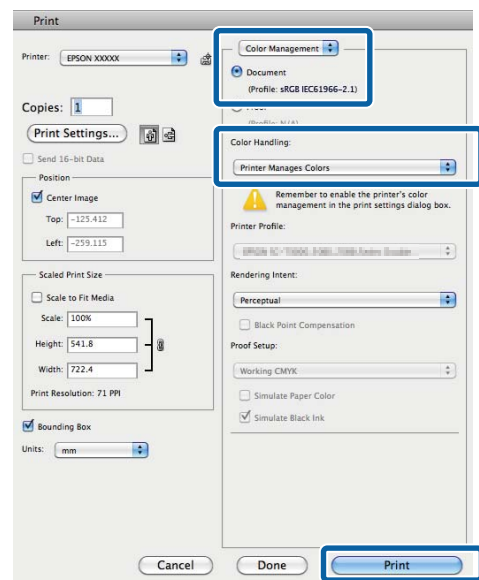 Print
Printer: EPSON XXXXX
Copies: 1
Print Settings...
Send 16-bit Data
Position
Center Image
Top: -125.412
Left: -259.115
Scaled Print Size
Scale to Fit Media
Scale: 100%
Height: 541.8
Width: 722.4
Print Resolution: 71 PPI
Bounding Box
Units: mm
Color Management
Document
(Profile: sRGB IEC61966-2.1)
(Profile: N/A)
Color Handling:
Printer Manages Colors
Remember to enable the printer's color
management in the print settings dialog box.
Printer Profile:
Rendering Intent:
Perceptual
Black Point Compensation
Proof Setup:
Working CMYK
Simulate Paper Color
Simulate Black Ink
Cancel
Done
Print